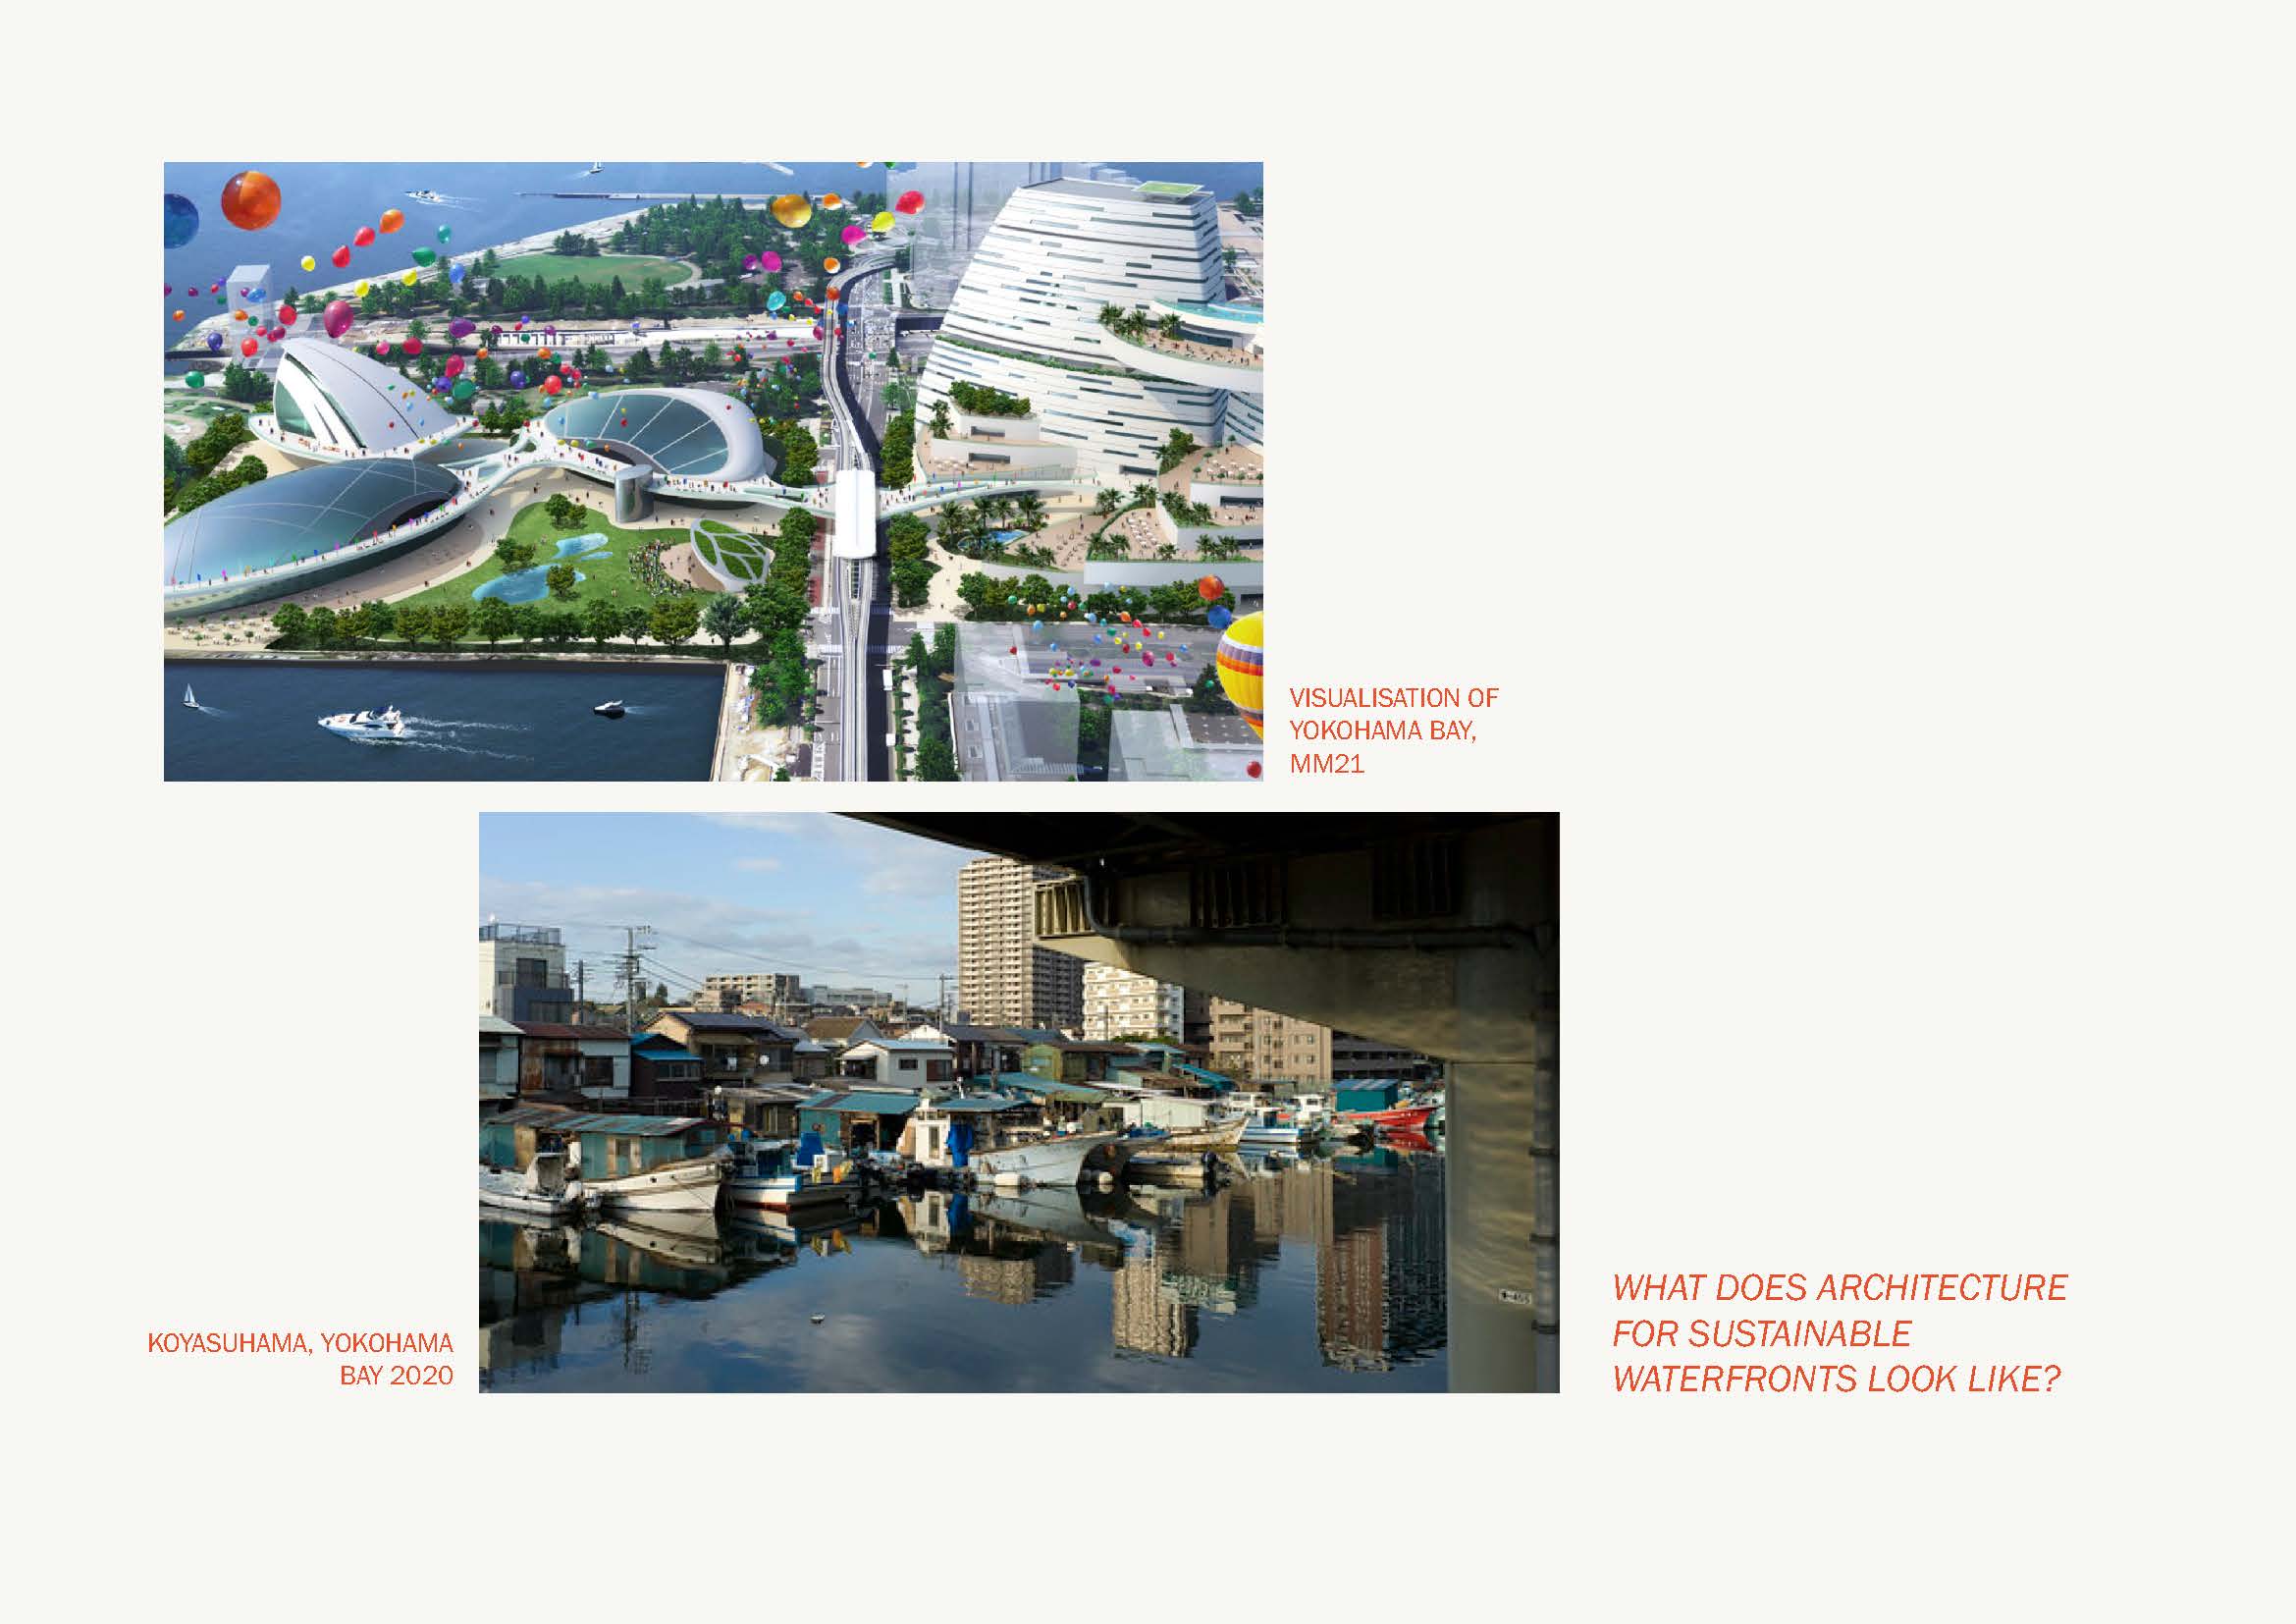 VISUALISATION OF
YOKOHAMA BAY,
MM21
KOYASUHAMA, YOKOHAMA
BAY 2020
WHAT DOES ARCHITECTURE
FOR SUSTAINABLE
WATERFRONTS LOOK LIKE?